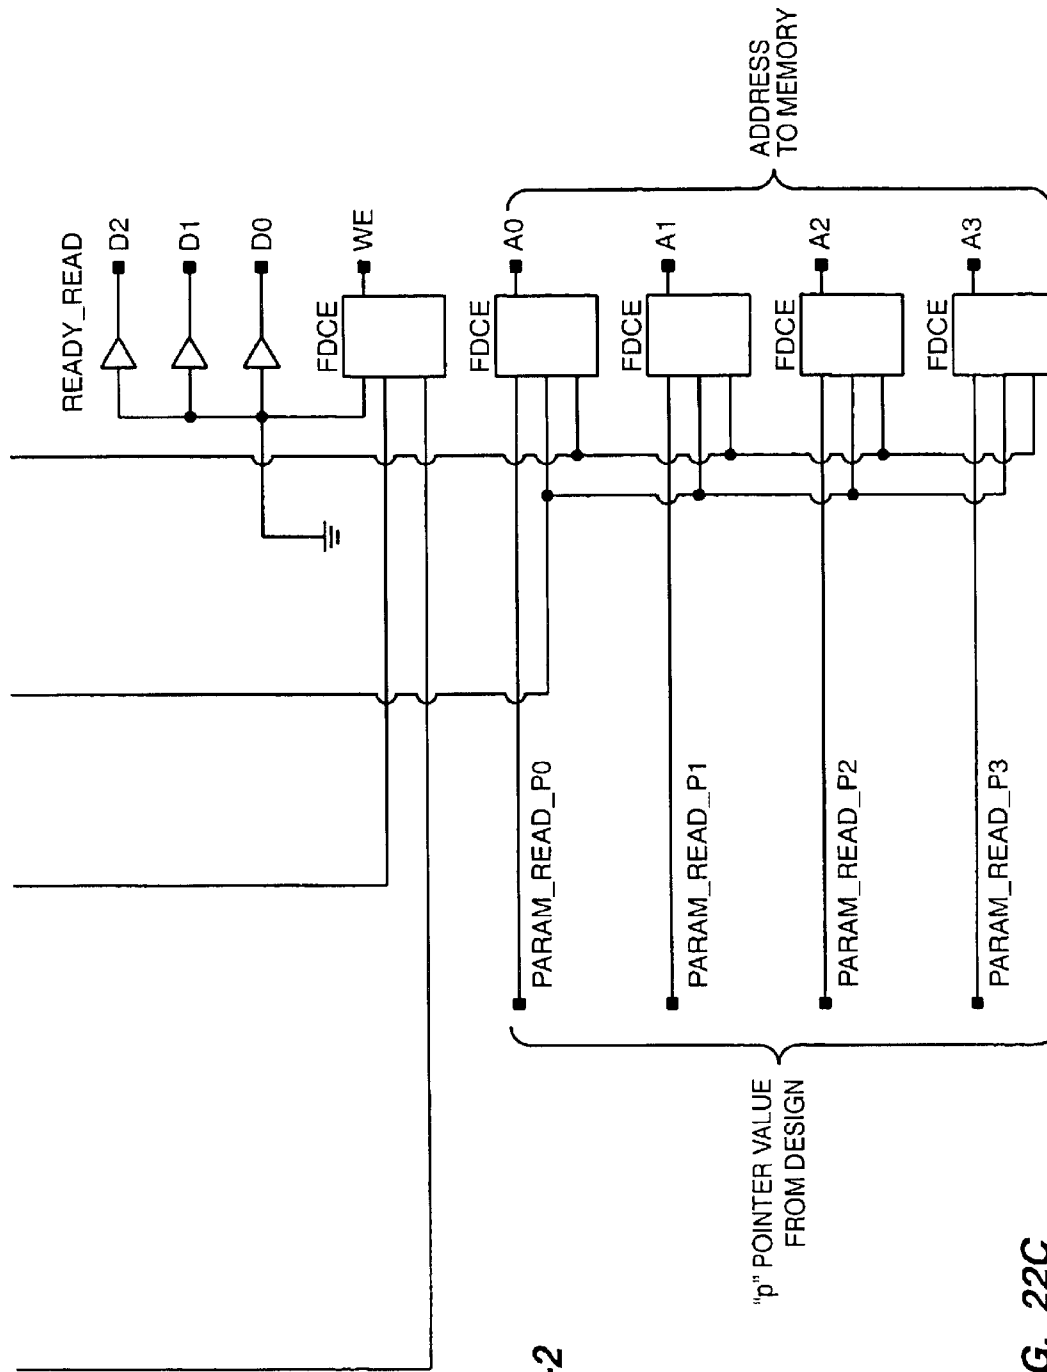 READY_READ
D2
D1
D0
FDCE
WE
FDCE
A0
FDCE
A1
FDCE
A2
FDCE
A3
ADDRESS
TO MEMORY
PARAM_READ_P0
PARAM_READ_P1
PARAM_READ_P2
PARAM_READ_P3
"p" POINTER VALUE
FROM DESIGN
-2
G. 22C